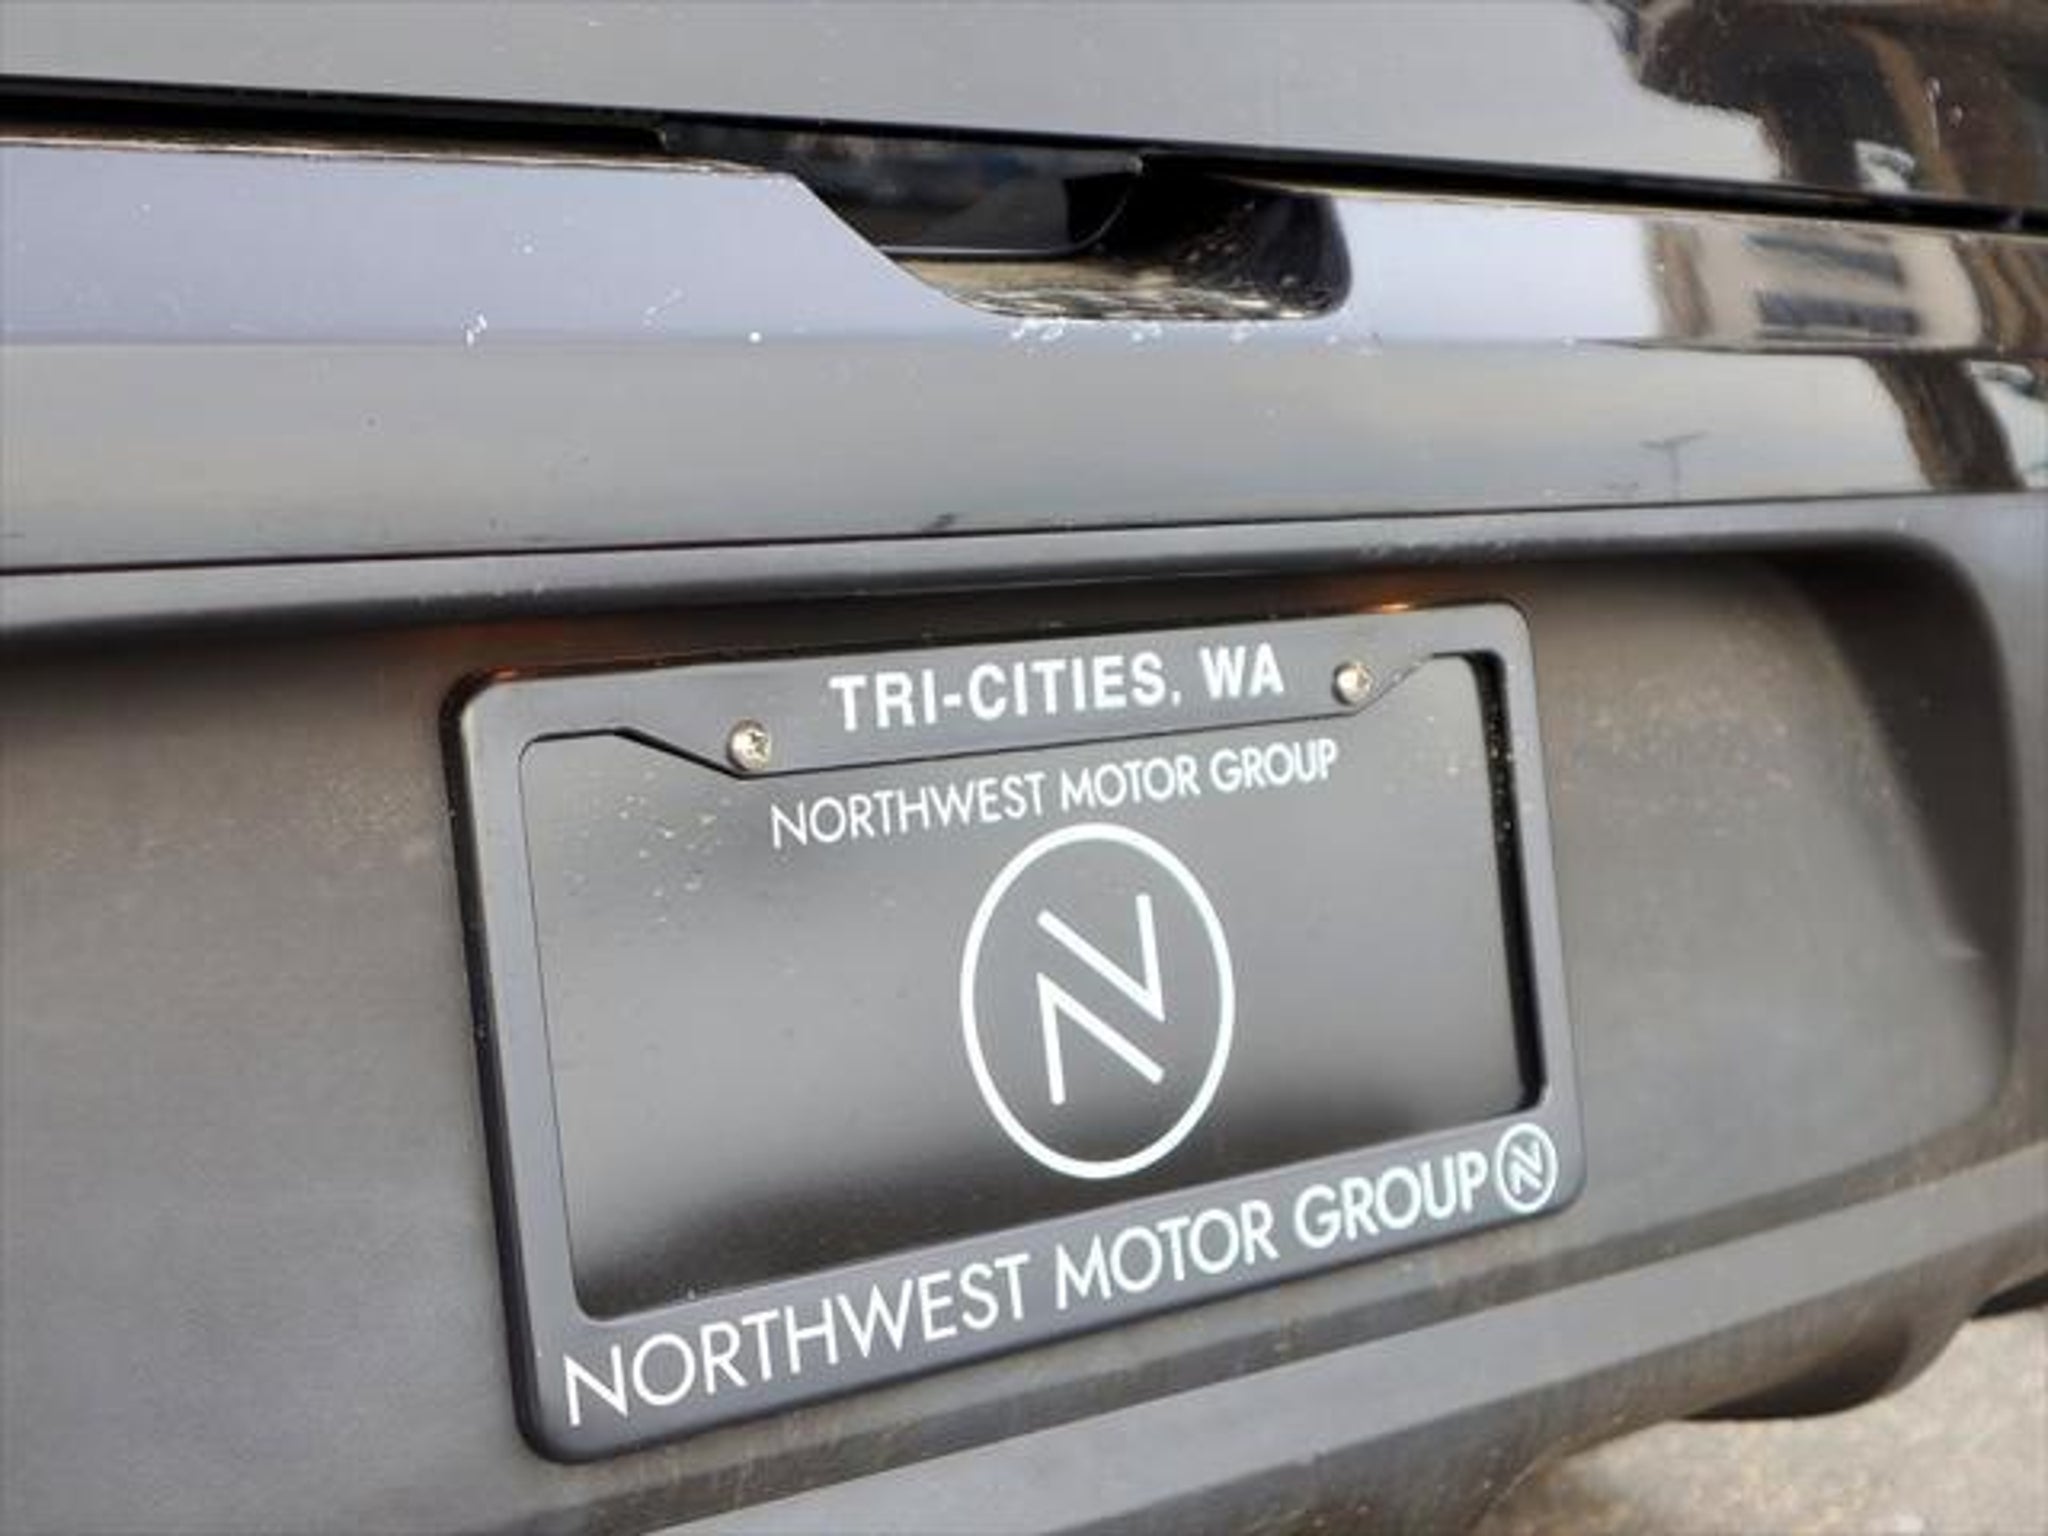 TRI-CITIES, WA
NORTHWEST MOTOR GROUP
N
NORTHWEST MOTOR GROUP N